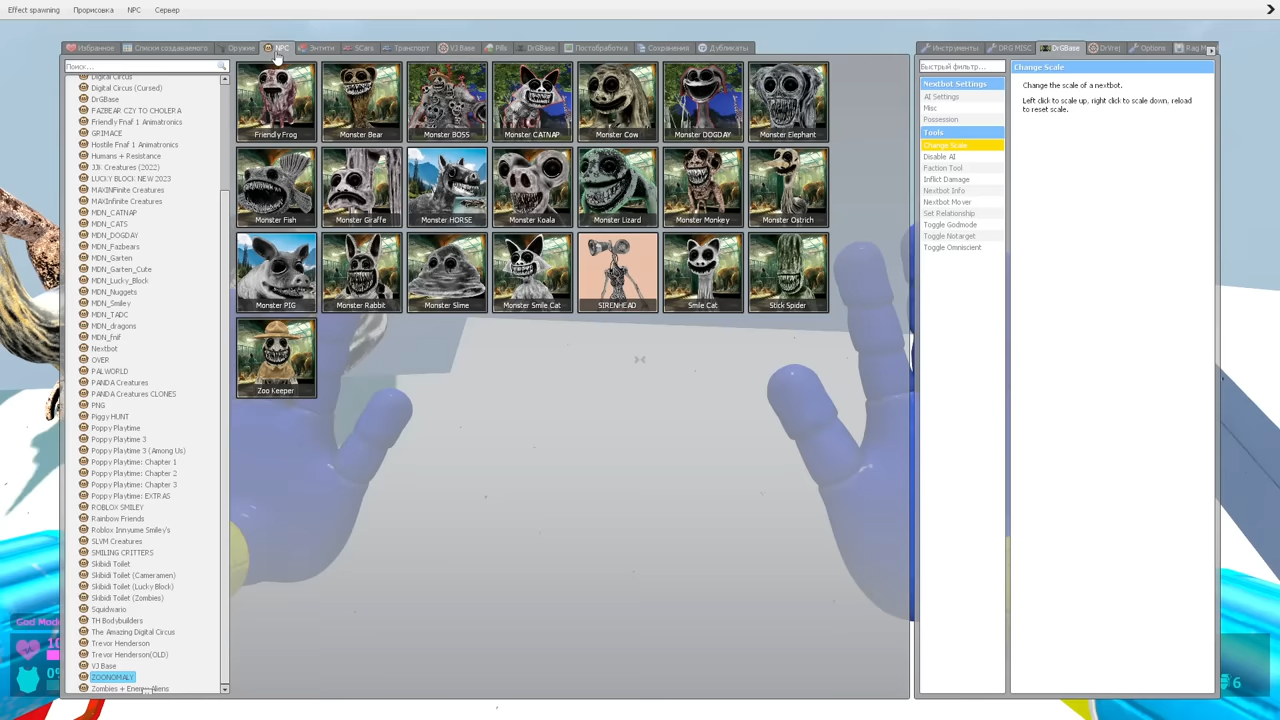 Effect spawning Прорисовка NPC Сервер
Избранное Списки создаваемого Оружие NPC Энтити SCars Транспорт VJ Base Pills DrGBase Постобработка Сохранения Дубликаты
Поиск...
Digital Circus
Digital Circus (Cursed)
DrGBase
FAZBEAR CZY TO CHOLERA
Friendly Fnaf 1 Animatronics
GRIMACE
Hostile Fnaf 1 Animatronics
Humans + Resistance
JJK Creatures (2022)
LUCKY BLOCK NEW 2023
MAXINFinite Creatures
MAXInfinite Creatures
MDN_CATNAP
MDN_CATS
MDN_DOGDAY
MDN_Fazbears
MDN_Garten
MDN_Garten_Cute
MDN_Lucky_Block
MDN_Nuggets
MDN_Smiley
MDN_TADC
MDN_dragons
MDN_fnif
Nextbot
OVER
PALWORLD
PANDA Creatures
PANDA Creatures CLONES
PNG
Piggy HUNT
Poppy Playtime
Poppy Playtime 3
Poppy Playtime 3 (Among Us)
Poppy Playtime: Chapter 1
Poppy Playtime: Chapter 2
Poppy Playtime: Chapter 3
Poppy Playtime: EXTRAS
ROBLOX SMILEY
Rainbow Friends
Roblox Innyume Smiley's
SLVM Creatures
SMILING CRITTERS
Skibidi Toilet
Skibidi Toilet (Cameramen)
Skibidi Toilet (Lucky Block)
Skibidi Toilet (Zombies)
Squidwario
TH Bodybuilders
The Amazing Digital Circus
Trevor Henderson
Trevor Henderson(OLD)
VJ Base
ZOONOMALY
Zombies + Enemy Aliens
Friendly Frog Monster Bear Monster BOSS Monster CATNAP Monster Cow Monster DOGDAY Monster Elephant
Monster Fish Monster Giraffe Monster HORSE Monster Koala Monster Lizard Monster Monkey Monster Ostrich
Monster PIG Monster Rabbit Monster Slime Monster Smile Cat SIRENHEAD Smile Cat Stick Spider
Zoo Keeper
Инструменты DRG MISC DrGBase DrVrej Options Rag M
Быстрый фильтр...
Nextbot Settings
AI Settings
Misc
Possession
Tools
Change Scale
Disable AI
Faction Tool
Inflict Damage
Nextbot Info
Nextbot Mover
Set Relationship
Toggle Godmode
Toggle Notarget
Toggle Omniscient
Change Scale
Change the scale of a nextbot.
Left click to scale up, right click to scale down, reload
to reset scale.
God Mode
10
0%
6